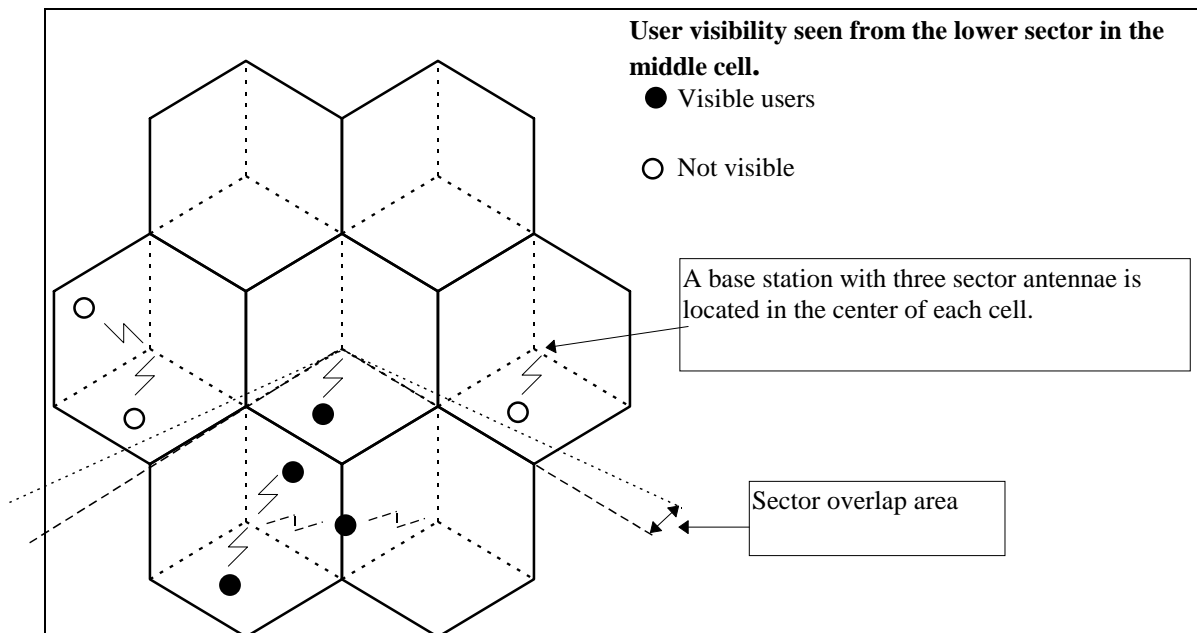 User visibility seen from the lower sector in the
middle cell.
Visible users
Not visible
A base station with three sector antennae is
located in the center of each cell.
Sector overlap area